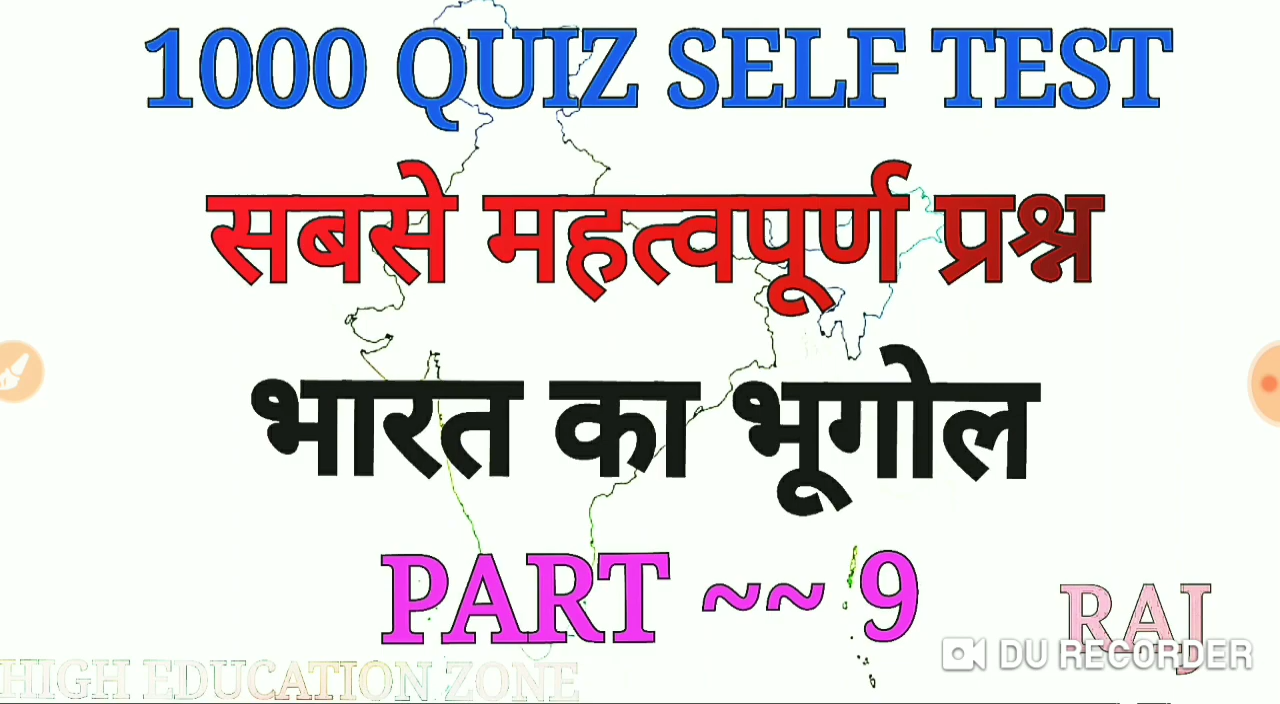 1000 QUIZ SELF TEST
सबसे महत्वपूर्ण प्रश्न
भारत का भूगोल
PART ~~ 9
RAJ
DU RECORDER
HIGH EDUCATION ZONE